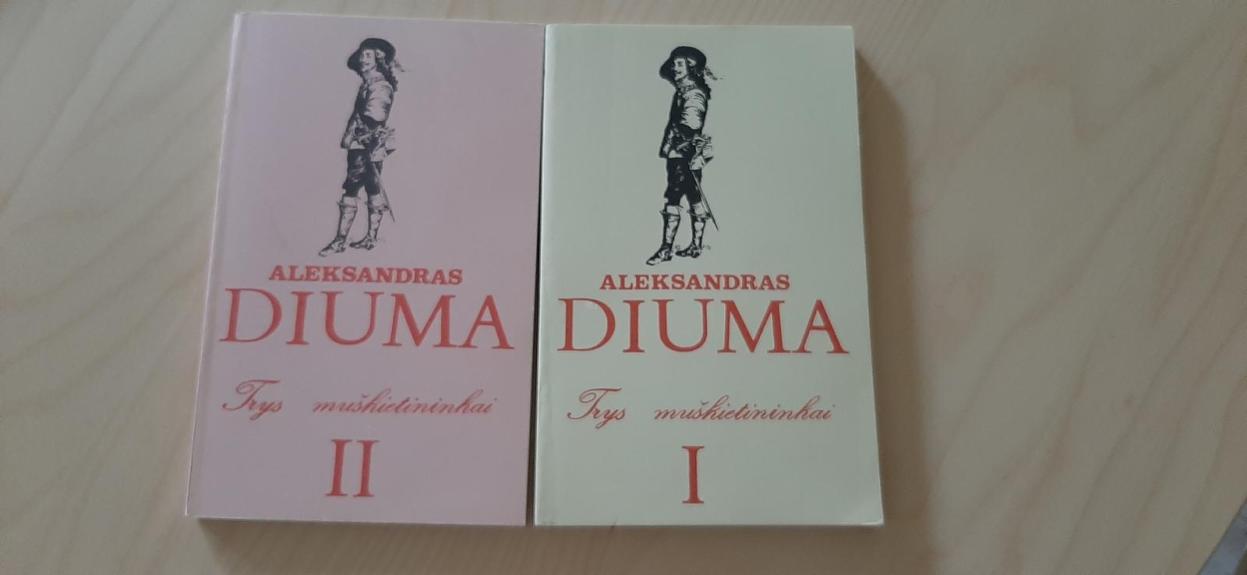 ALEKSANDRAS
DIUMA
Trys muškietininkai
II
ALEKSANDRAS
DIUMA
Trys muškietininkai
I